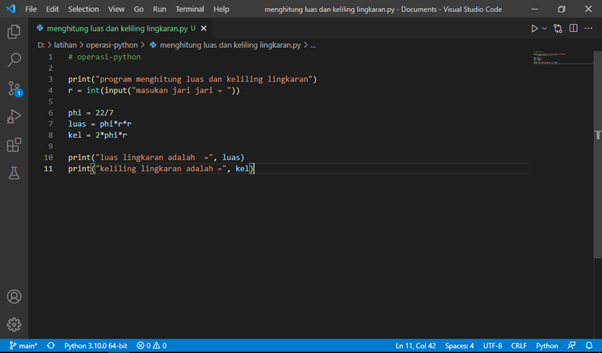 File Edit Selection View Go Run Terminal Help menghitung luas dan keliling lingkaran.py - Documents - Visual Studio Code
menghitung luas dan keliling lingkaran.py U
D: > latihan > operasi-python > menghitung luas dan keliling lingkaran.py > ...
1 # operasi-python
2
3 print("program menghitung luas dan keliling lingkaran")
4 r = int(input("masukan jari jari = "))
5
6 phi = 22/7
7 luas = phi*r*r
8 kel = 2*phi*r
9
10 print("luas lingkaran adalah  =", luas)
11 print("keliling lingkaran adalah =", kel)
1
main* Python 3.10.0 64-bit 0 0 Ln 11, Col 42 Spaces: 4 UTF-8 CRLF Python